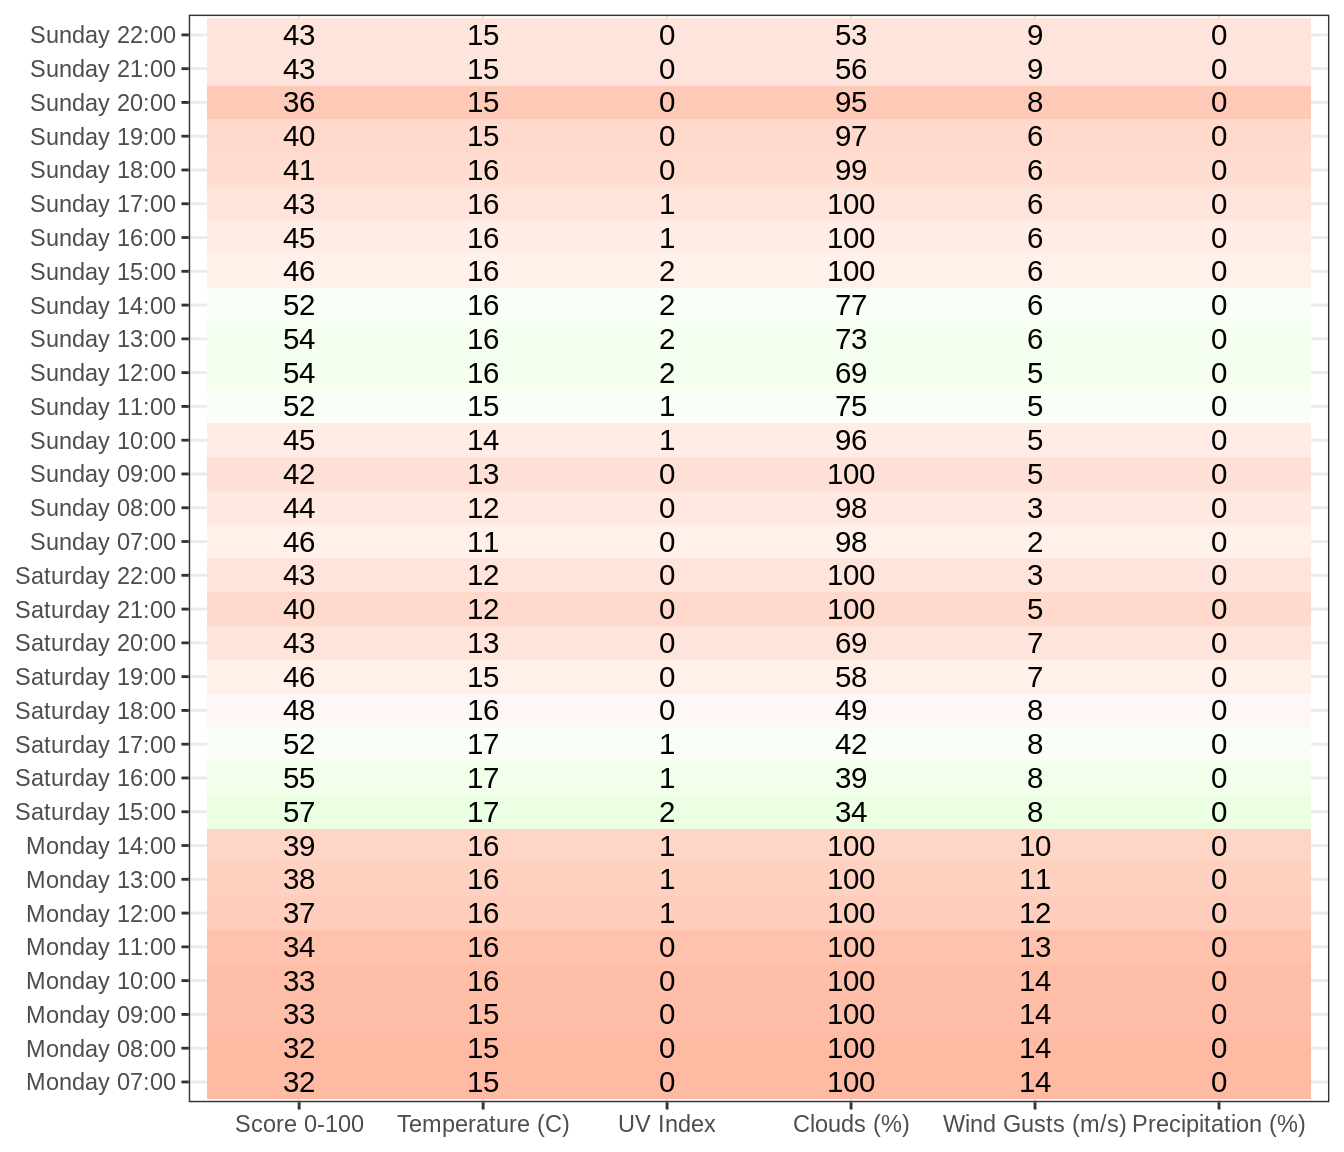 Sunday 22:00 43 15 0 53 9 0
Sunday 21:00 43 15 0 56 9 0
Sunday 20:00 36 15 0 95 8 0
Sunday 19:00 40 15 0 97 6 0
Sunday 18:00 41 16 0 99 6 0
Sunday 17:00 43 16 1 100 6 0
Sunday 16:00 45 16 1 100 6 0
Sunday 15:00 46 16 2 100 6 0
Sunday 14:00 52 16 2 77 6 0
Sunday 13:00 54 16 2 73 6 0
Sunday 12:00 54 16 2 69 5 0
Sunday 11:00 52 15 1 75 5 0
Sunday 10:00 45 14 1 96 5 0
Sunday 09:00 42 13 0 100 5 0
Sunday 08:00 44 12 0 98 3 0
Sunday 07:00 46 11 0 98 2 0
Saturday 22:00 43 12 0 100 3 0
Saturday 21:00 40 12 0 100 5 0
Saturday 20:00 43 13 0 69 7 0
Saturday 19:00 46 15 0 58 7 0
Saturday 18:00 48 16 0 49 8 0
Saturday 17:00 52 17 1 42 8 0
Saturday 16:00 55 17 1 39 8 0
Saturday 15:00 57 17 2 34 8 0
Monday 14:00 39 16 1 100 10 0
Monday 13:00 38 16 1 100 11 0
Monday 12:00 37 16 1 100 12 0
Monday 11:00 34 16 0 100 13 0
Monday 10:00 33 16 0 100 14 0
Monday 09:00 33 15 0 100 14 0
Monday 08:00 32 15 0 100 14 0
Monday 07:00 32 15 0 100 14 0
Score 0-100 Temperature (C) UV Index Clouds (%) Wind Gusts (m/s) Precipitation (%)